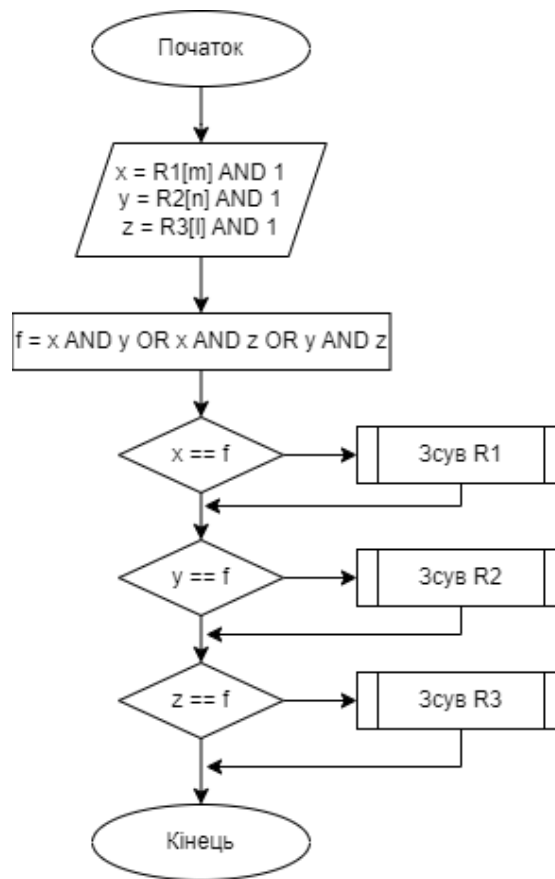 Початок
x = R1[m] AND 1
y = R2[n] AND 1
z = R3[l] AND 1
f = x AND y OR x AND z OR y AND z
x == f
Зсув R1
y == f
Зсув R2
z == f
Зсув R3
Кінець